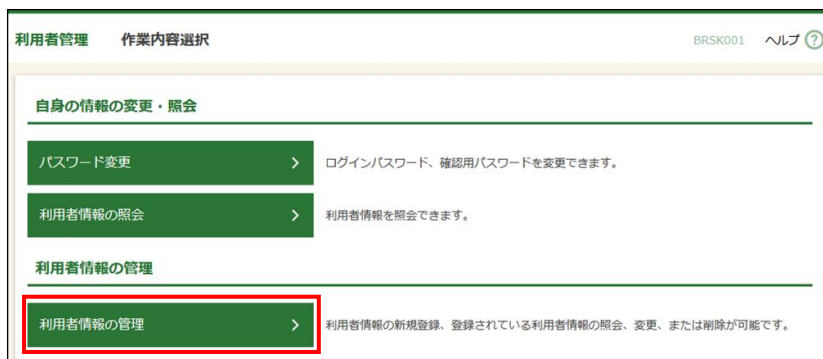 利用者管理 作業内容選択 BRSK001 ヘルプ ?
自身の情報の変更・照会
パスワード変更 > ログインパスワード、確認用パスワードを変更できます。
利用者情報の照会 > 利用者情報を照会できます。
利用者情報の管理
利用者情報の管理 > 利用者情報の新規登録、登録されている利用者情報の照会、変更、または削除が可能です。